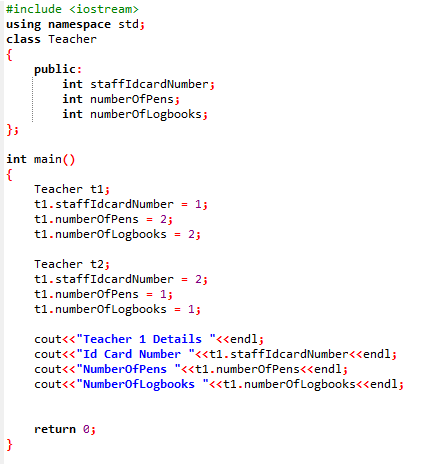 #include <iostream>
using namespace std;
class Teacher
{
public:
int staffIdcardNumber;
int numberOfPens;
int numberOfLogbooks;
};
int main()
{
Teacher t1;
t1.staffIdcardNumber = 1;
t1.numberOfPens = 2;
t1.numberOfLogbooks = 2;
Teacher t2;
t1.staffIdcardNumber = 2;
t1.numberOfPens = 1;
t1.numberOfLogbooks = 1;
cout<<"Teacher 1 Details "<<endl;
cout<<"Id Card Number "<<t1.staffIdcardNumber<<endl;
cout<<"NumberOfPens "<<t1.numberOfPens<<endl;
cout<<"NumberOfLogbooks "<<t1.numberOfLogbooks<<endl;
return 0;
}